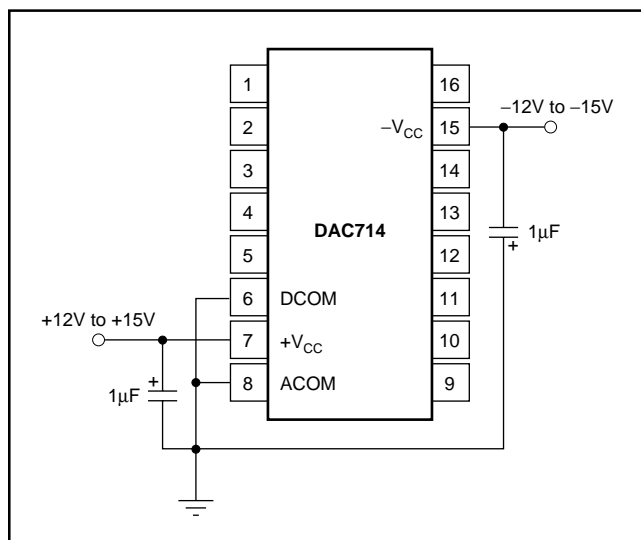 1
16
−12V to −15V
2
−V_CC
15
3
14
4
13
DAC714
1µF
+
5
12
6
DCOM
11
+12V to +15V
7
+V_CC
10
+
1µF
8
ACOM
9